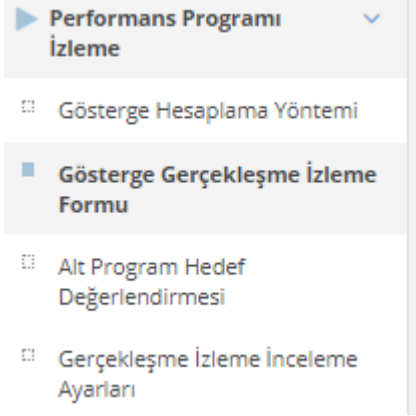 Performans Programı
İzleme
Gösterge Hesaplama Yöntemi
Gösterge Gerçekleşme İzleme
Formu
Alt Program Hedef
Değerlendirmesi
Gerçekleşme İzleme İnceleme
Ayarları